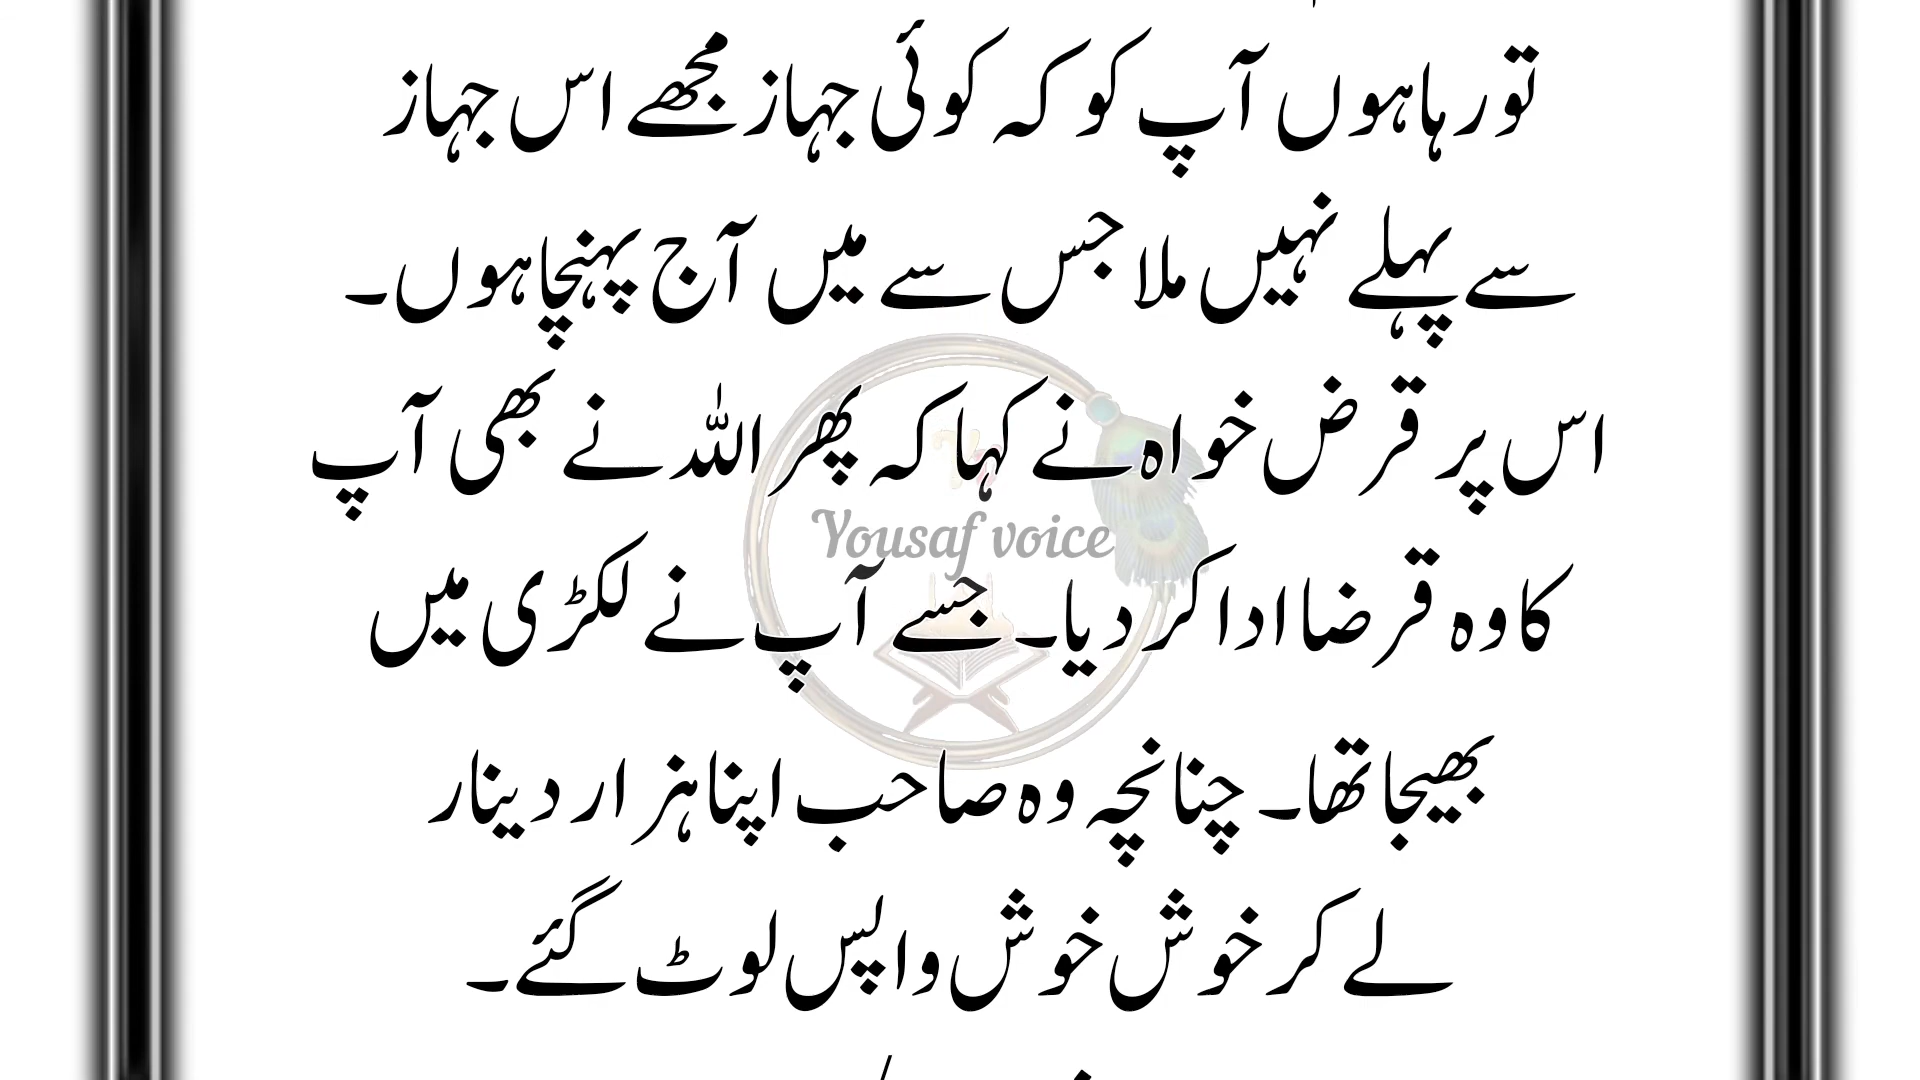 تو رہا ہوں آپ کو کہ کوئی جہاز مجھے اس جہاز
سے پہلے نہیں ملا جس سے میں آج پہنچا ہوں۔
اس پر قرض خواہ نے کہا کہ پھر اللہ نے بھی آپ
Yousaf voice
کا وہ قرضا ادا کر دیا۔ جسے آپ نے لکڑی میں
بھیجا تھا۔ چنانچہ وہ صاحب اپنا ہزار دینار
لے کر خوش خوش واپس لوٹ گئے۔